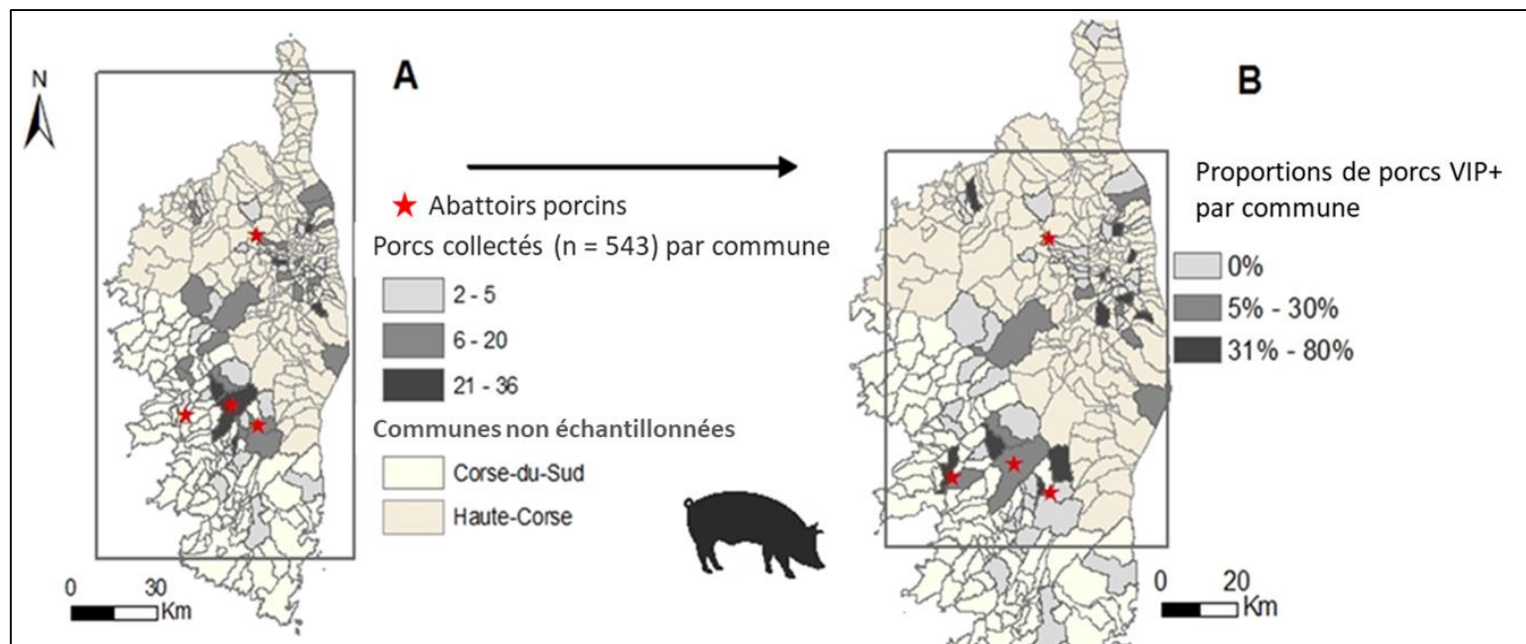 N
A
Abattoirs porcins
Porcs collectés (n = 543) par commune
2 - 5
6 - 20
21 - 36
Communes non échantillonnées
Corse-du-Sud
Haute-Corse
0 30
Km
B
Proportions de porcs VIP+
par commune
0%
5% - 30%
31% - 80%
0 20
Km